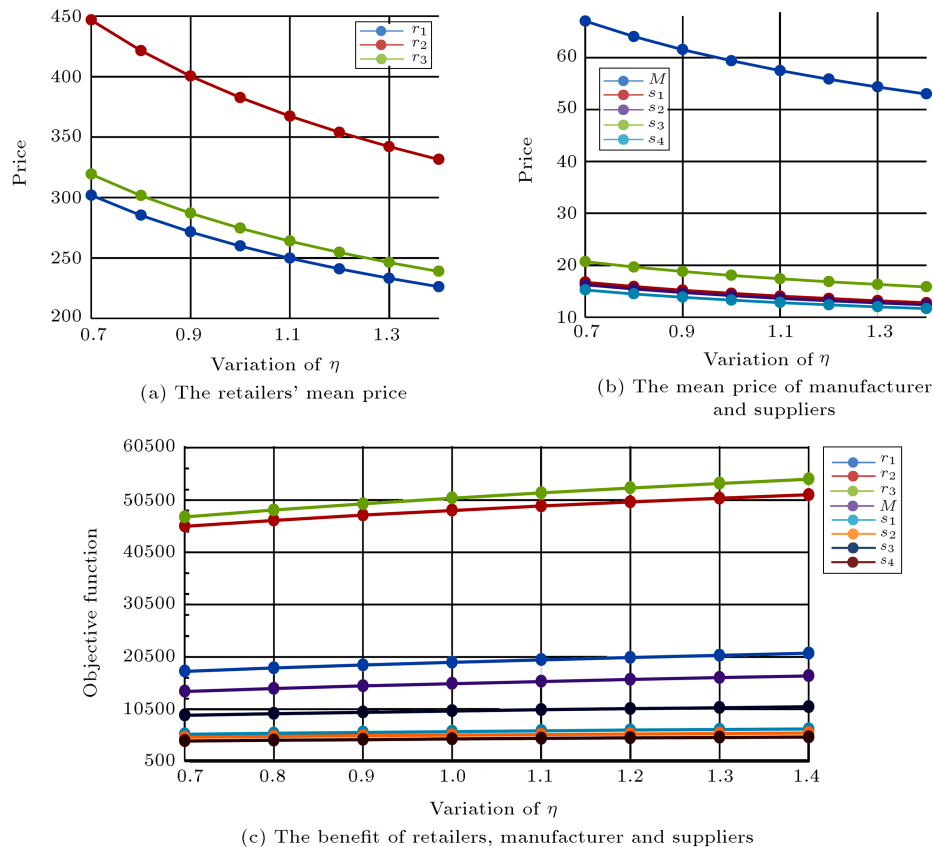 450
400
350
300
250
200
Price
r1
r2
r3
0.7 0.9 1.1 1.3
Variation of η
(a) The retailers' mean price
60
50
40
30
20
10
Price
M
s1
s2
s3
s4
0.7 0.9 1.1 1.3
Variation of η
(b) The mean price of manufacturer
and suppliers
60500
50500
40500
30500
20500
10500
500
Objective function
r1
r2
r3
M
s1
s2
s3
s4
0.7 0.8 0.9 1.0 1.1 1.2 1.3 1.4
Variation of η
(c) The benefit of retailers, manufacturer and suppliers